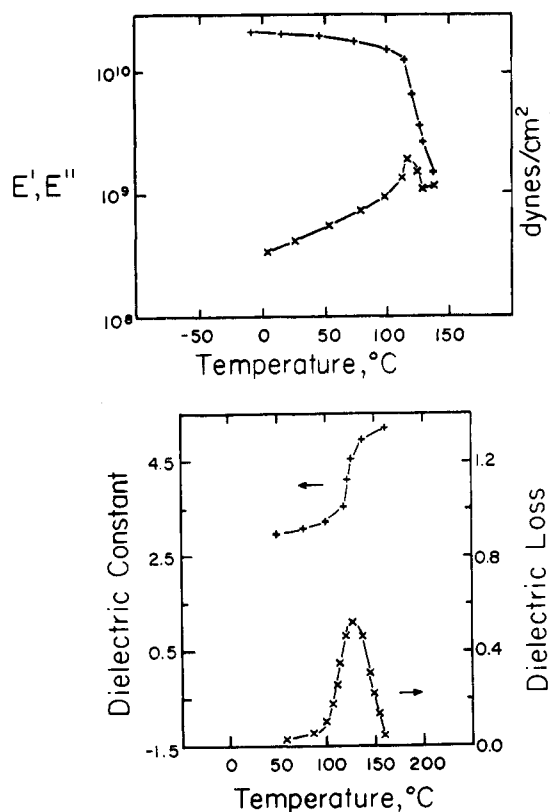 10¹⁰
10⁹
10⁸
E',E"
dynes/cm²
-50 0 50 100 150
Temperature,°C
4.5
2.5
0.5
-1.5
Dielectric Constant
1.2
0.8
0.4
0.0
Dielectric Loss
0 50 100 150 200
Temperature,°C